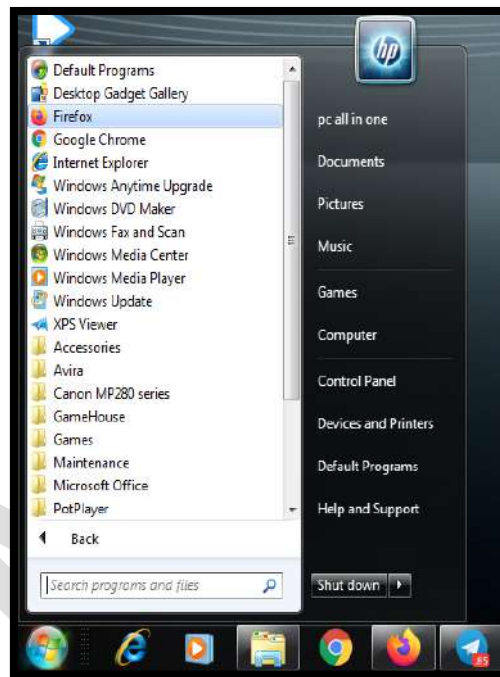 hp
Default Programs
Desktop Gadget Gallery
Firefox
Google Chrome
Internet Explorer
Windows Anytime Upgrade
Windows DVD Maker
Windows Fax and Scan
Windows Media Center
Windows Media Player
Windows Update
XPS Viewer
Accessories
Avira
Canon MP280 series
GameHouse
Games
Maintenance
Microsoft Office
PotPlayer
Back
Search programs and files
pc all in one
Documents
Pictures
Music
Games
Computer
Control Panel
Devices and Printers
Default Programs
Help and Support
Shut down